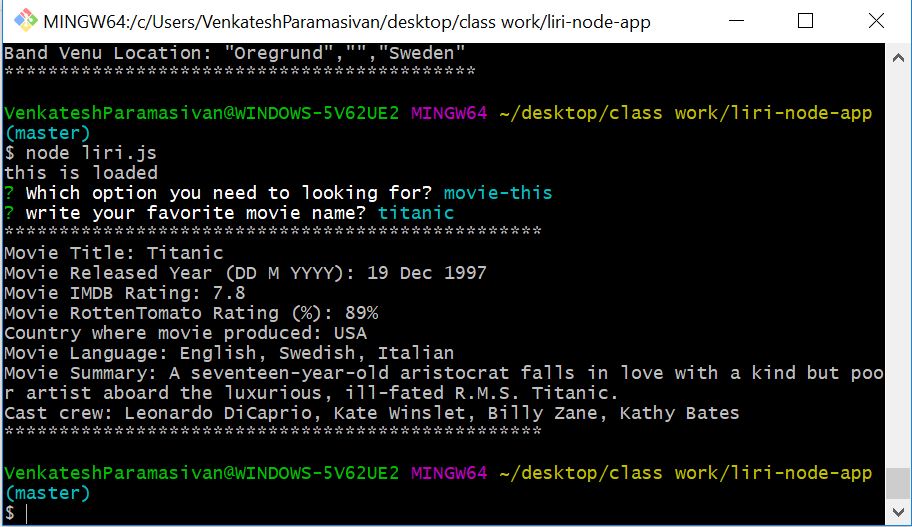 MINGW64:/c/Users/VenkateshParamasivan/desktop/class work/liri-node-app
Band Venu Location: "Oregrund","","Sweden"
*******************************************
VenkateshParamasivan@WINDOWS-5V62UE2 MINGW64 ~/desktop/class work/liri-node-app
(master)
$ node liri.js
this is loaded
? Which option you need to looking for? movie-this
? write your favorite movie name? titanic
*************************************************
Movie Title: Titanic
Movie Released Year (DD M YYYY): 19 Dec 1997
Movie IMDB Rating: 7.8
Movie RottenTomato Rating (%): 89%
Country where movie produced: USA
Movie Language: English, Swedish, Italian
Movie Summary: A seventeen-year-old aristocrat falls in love with a kind but poo
r artist aboard the luxurious, ill-fated R.M.S. Titanic.
Cast crew: Leonardo DiCaprio, Kate Winslet, Billy Zane, Kathy Bates
*************************************************
VenkateshParamasivan@WINDOWS-5V62UE2 MINGW64 ~/desktop/class work/liri-node-app
(master)
$